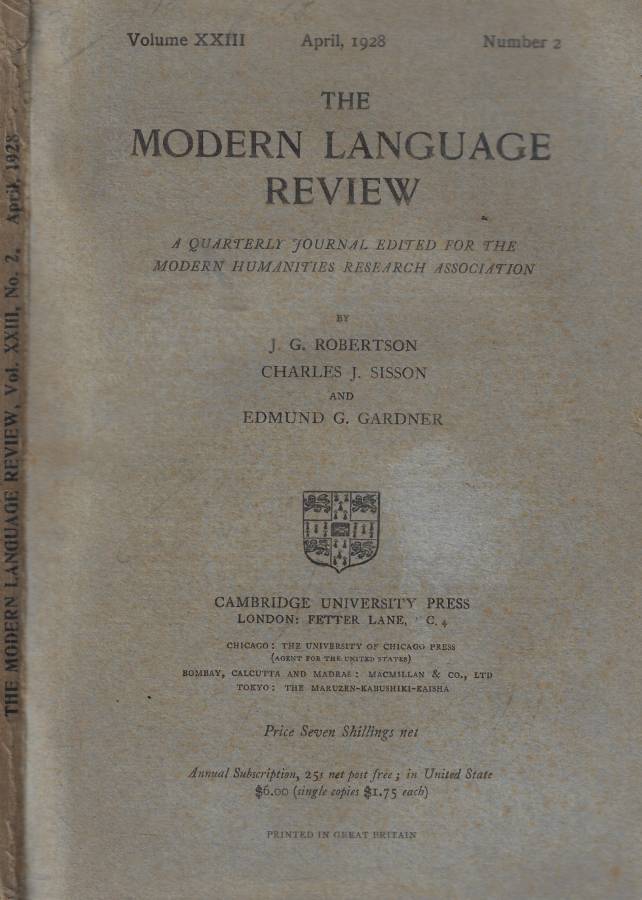 THE MODERN LANGUAGE REVIEW, Vol. XXIII, No. 2. April, 1928
Volume XXIII April, 1928 Number 2
THE
MODERN LANGUAGE
REVIEW
A QUARTERLY JOURNAL EDITED FOR THE
MODERN HUMANITIES RESEARCH ASSOCIATION
BY
J. G. ROBERTSON
CHARLES J. SISSON
AND
EDMUND G. GARDNER
CAMBRIDGE UNIVERSITY PRESS
LONDON: FETTER LANE, C. 4
CHICAGO: THE UNIVERSITY OF CHICAGO PRESS
(AGENT FOR THE UNITED STATES)
BOMBAY, CALCUTTA AND MADRAS: MACMILLAN & CO., LTD
TOKYO: THE MARUZEN-KABUSHIKI-KAISHA
Price Seven Shillings net
Annual Subscription, 25s net post free; in United State
$6.00 (single copies $1.75 each)
PRINTED IN GREAT BRITAIN